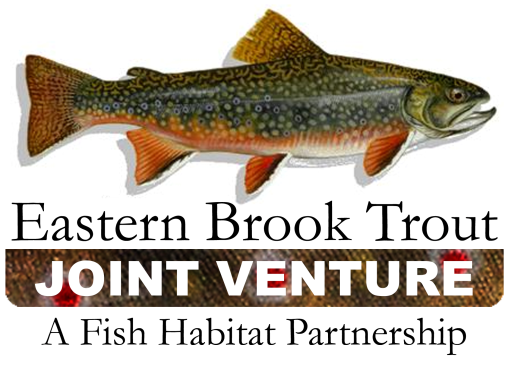 Eastern Brook Trout
JOINT VENTURE
A Fish Habitat Partnership